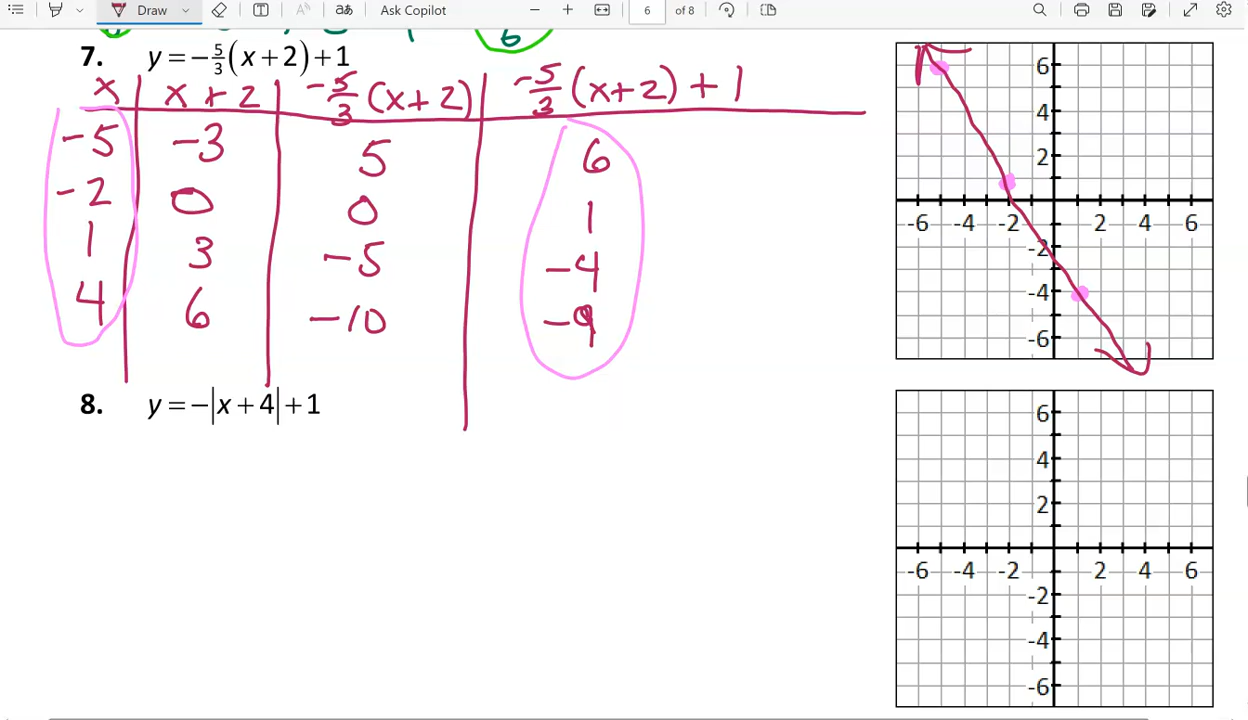 Draw
aあ
Ask Copilot
6 of 8
6
7. y = -5/3(x+2)+1
x | x+2 | -5/3(x+2) | -5/3(x+2)+1
-5 | -3 | 5 | 6
-2 | 0 | 0 | 1
1 | 3 | -5 | -4
4 | 6 | -10 | -9
6
4
2
-6 -4 -2 2 4 6
-2
-4
-6
8. y = -|x+4|+1
6
4
2
-6 -4 -2 2 4 6
-2
-4
-6